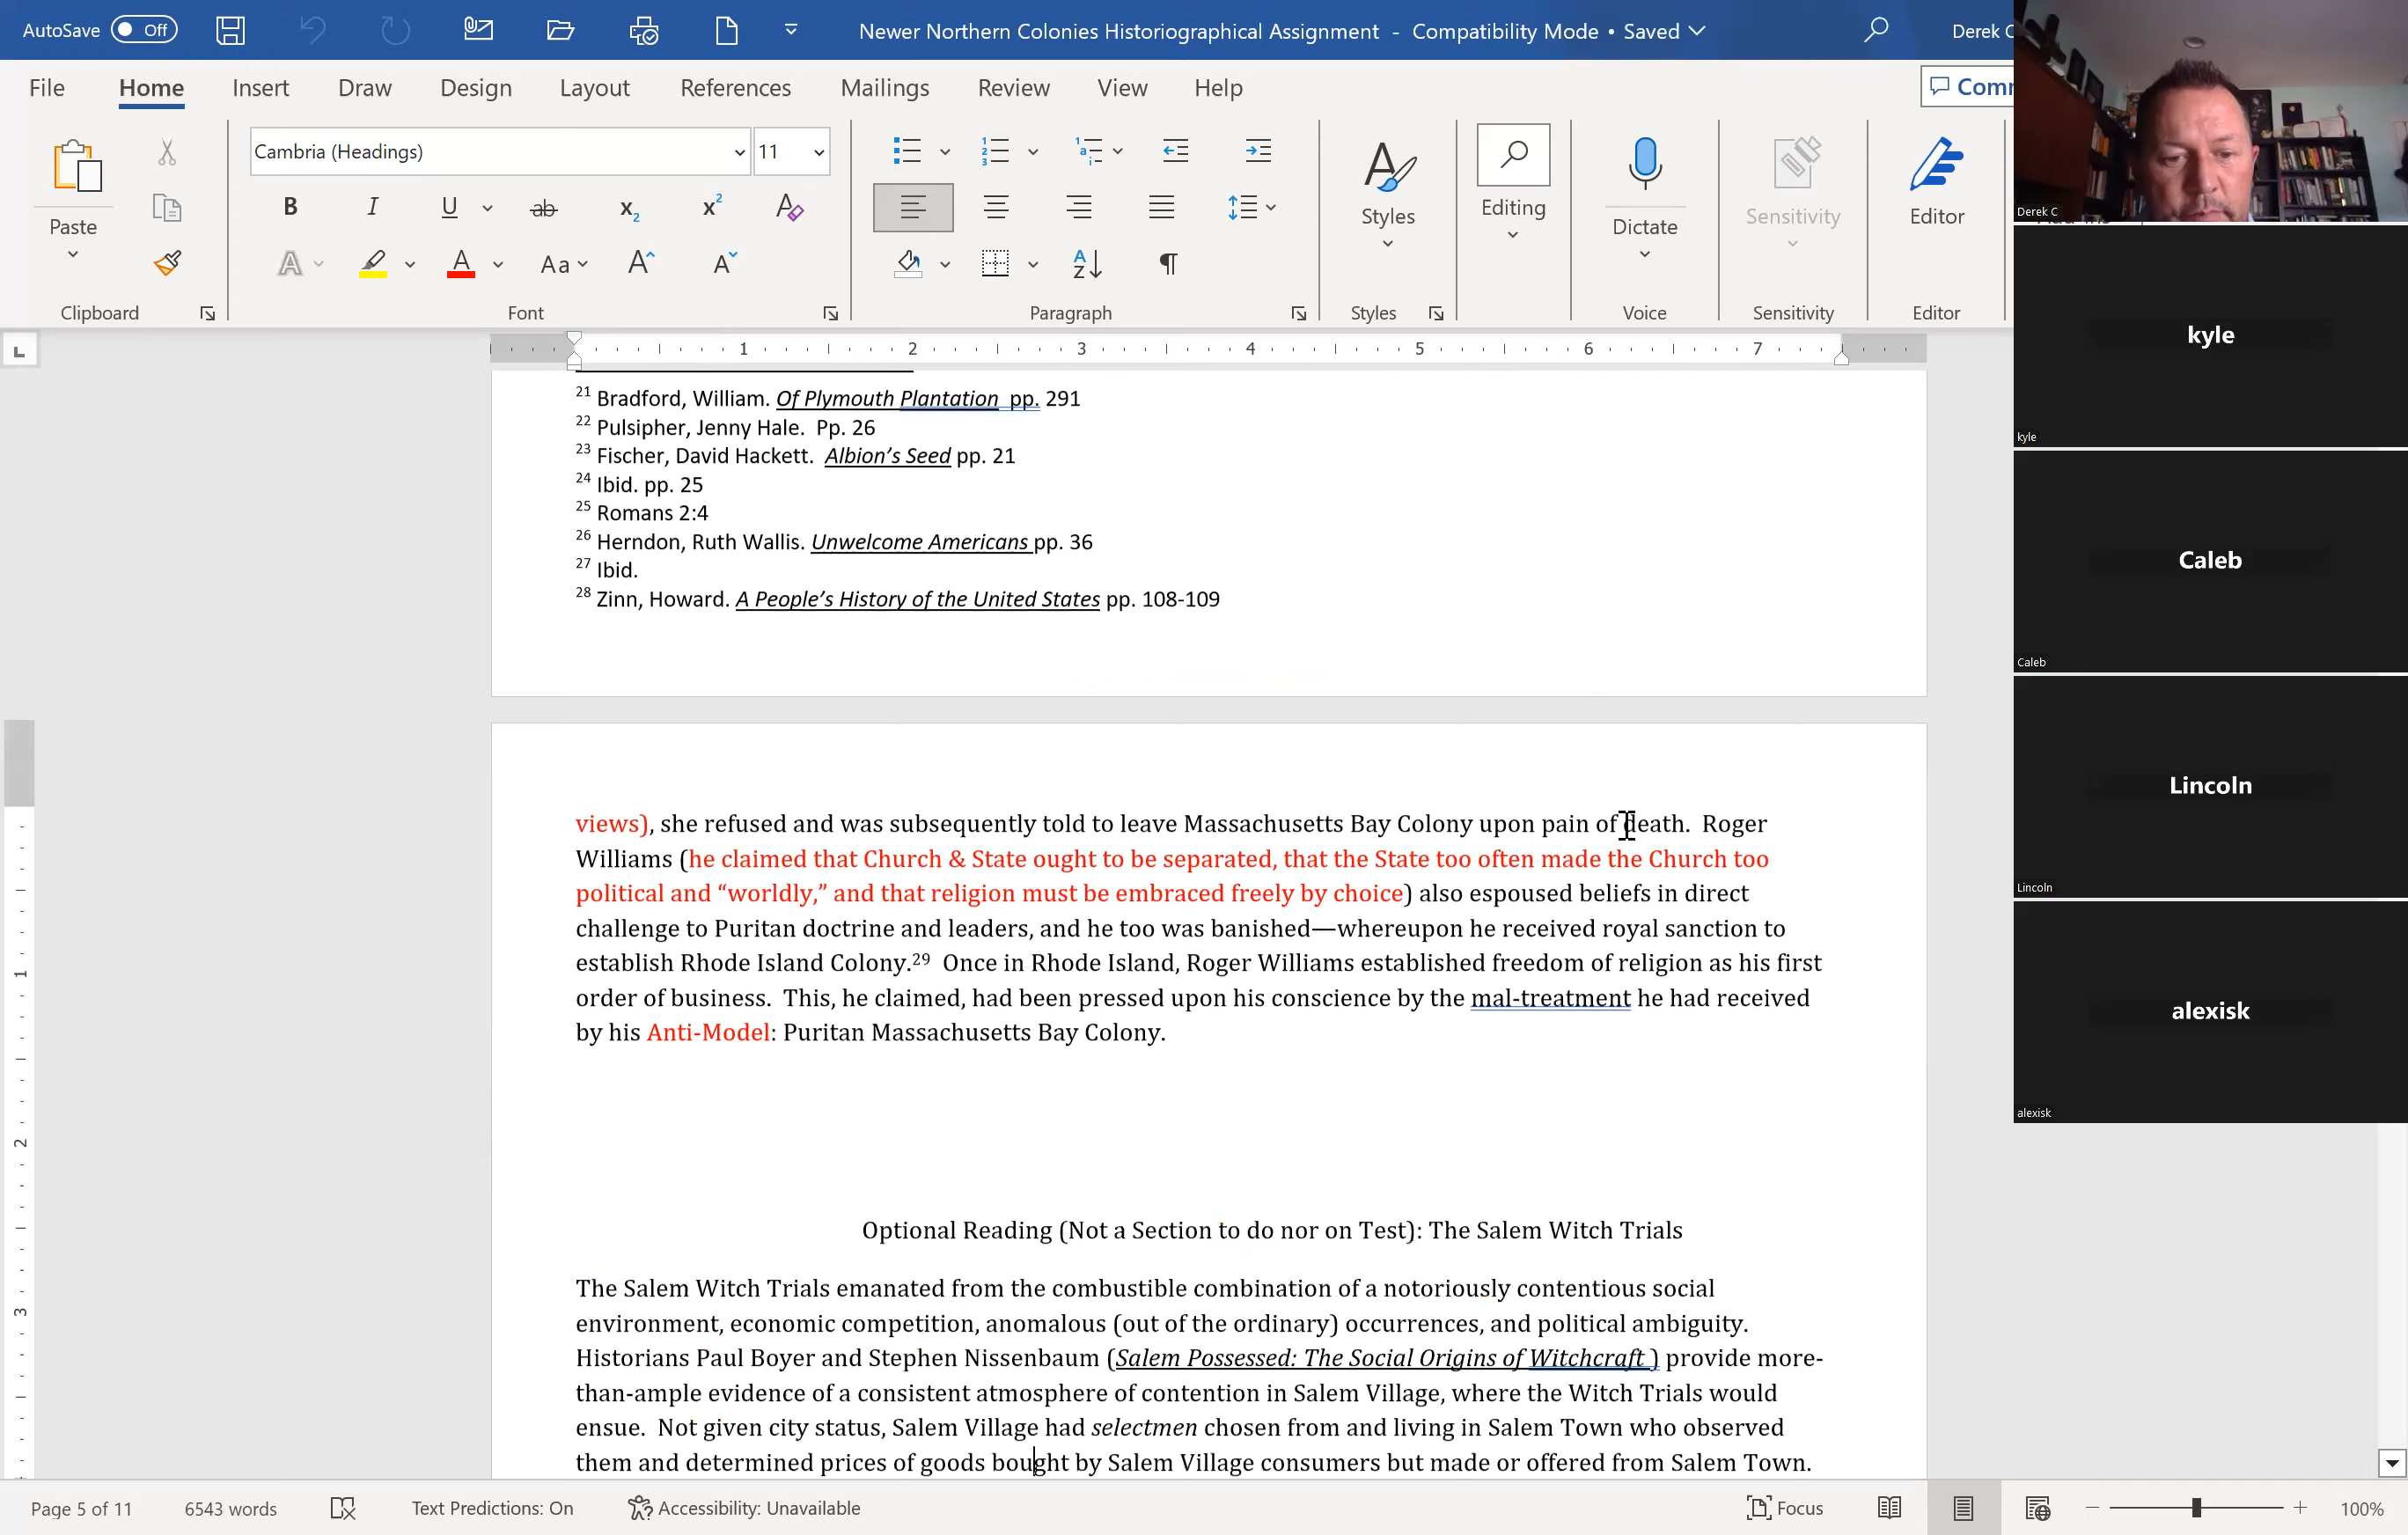 AutoSave Off
Newer Northern Colonies Historiographical Assignment - Compatibility Mode • Saved
Derek C
File Home Insert Draw Design Layout References Mailings Review View Help
Comm
Cambria (Headings) 11
Paste
Styles
Editing
Dictate
Sensitivity
Editor
Clipboard Font Paragraph Styles Voice Sensitivity Editor
1 2 3 4 5 6 7
21 Bradford, William. Of Plymouth Plantation pp. 291
22 Pulsipher, Jenny Hale. Pp. 26
23 Fischer, David Hackett. Albion’s Seed pp. 21
24 Ibid. pp. 25
25 Romans 2:4
26 Herndon, Ruth Wallis. Unwelcome Americans pp. 36
27 Ibid.
28 Zinn, Howard. A People’s History of the United States pp. 108-109
views), she refused and was subsequently told to leave Massachusetts Bay Colony upon pain of death. Roger
Williams (he claimed that Church & State ought to be separated, that the State too often made the Church too
political and “worldly,” and that religion must be embraced freely by choice) also espoused beliefs in direct
challenge to Puritan doctrine and leaders, and he too was banished—whereupon he received royal sanction to
establish Rhode Island Colony.29 Once in Rhode Island, Roger Williams established freedom of religion as his first
order of business. This, he claimed, had been pressed upon his conscience by the mal-treatment he had received
by his Anti-Model: Puritan Massachusetts Bay Colony.
Optional Reading (Not a Section to do nor on Test): The Salem Witch Trials
The Salem Witch Trials emanated from the combustible combination of a notoriously contentious social
environment, economic competition, anomalous (out of the ordinary) occurrences, and political ambiguity.
Historians Paul Boyer and Stephen Nissenbaum (Salem Possessed: The Social Origins of Witchcraft ) provide more-
than-ample evidence of a consistent atmosphere of contention in Salem Village, where the Witch Trials would
ensue. Not given city status, Salem Village had selectmen chosen from and living in Salem Town who observed
them and determined prices of goods bought by Salem Village consumers but made or offered from Salem Town.
1
2
3
Page 5 of 11 6543 words Text Predictions: On Accessibility: Unavailable Focus 100%
Derek C
kyle
kyle
Caleb
Caleb
Lincoln
Lincoln
alexisk
alexisk